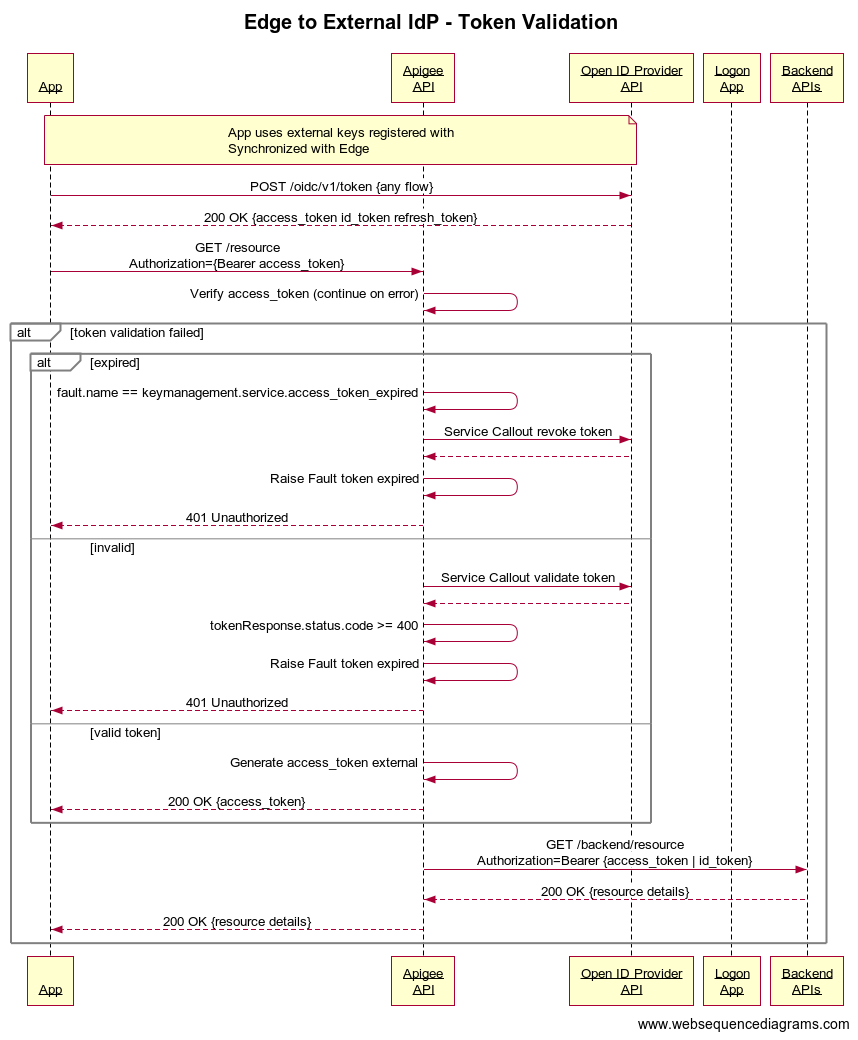 Edge to External IdP - Token Validation
App
Apigee
API
Open ID Provider
API
Logon
App
Backend
APIs
App uses external keys registered with
Synchronized with Edge
POST /oidc/v1/token {any flow}
200 OK {access_token id_token refresh_token}
GET /resource
Authorization={Bearer access_token}
Verify access_token (continue on error)
alt
[token validation failed]
alt
[expired]
fault.name == keymanagement.service.access_token_expired
Service Callout revoke token
Raise Fault token expired
401 Unauthorized
[invalid]
Service Callout validate token
tokenResponse.status.code >= 400
Raise Fault token expired
401 Unauthorized
[valid token]
Generate access_token external
200 OK {access_token}
GET /backend/resource
Authorization=Bearer {access_token | id_token}
200 OK {resource details}
200 OK {resource details}
App
Apigee
API
Open ID Provider
API
Logon
App
Backend
APIs
www.websequencediagrams.com